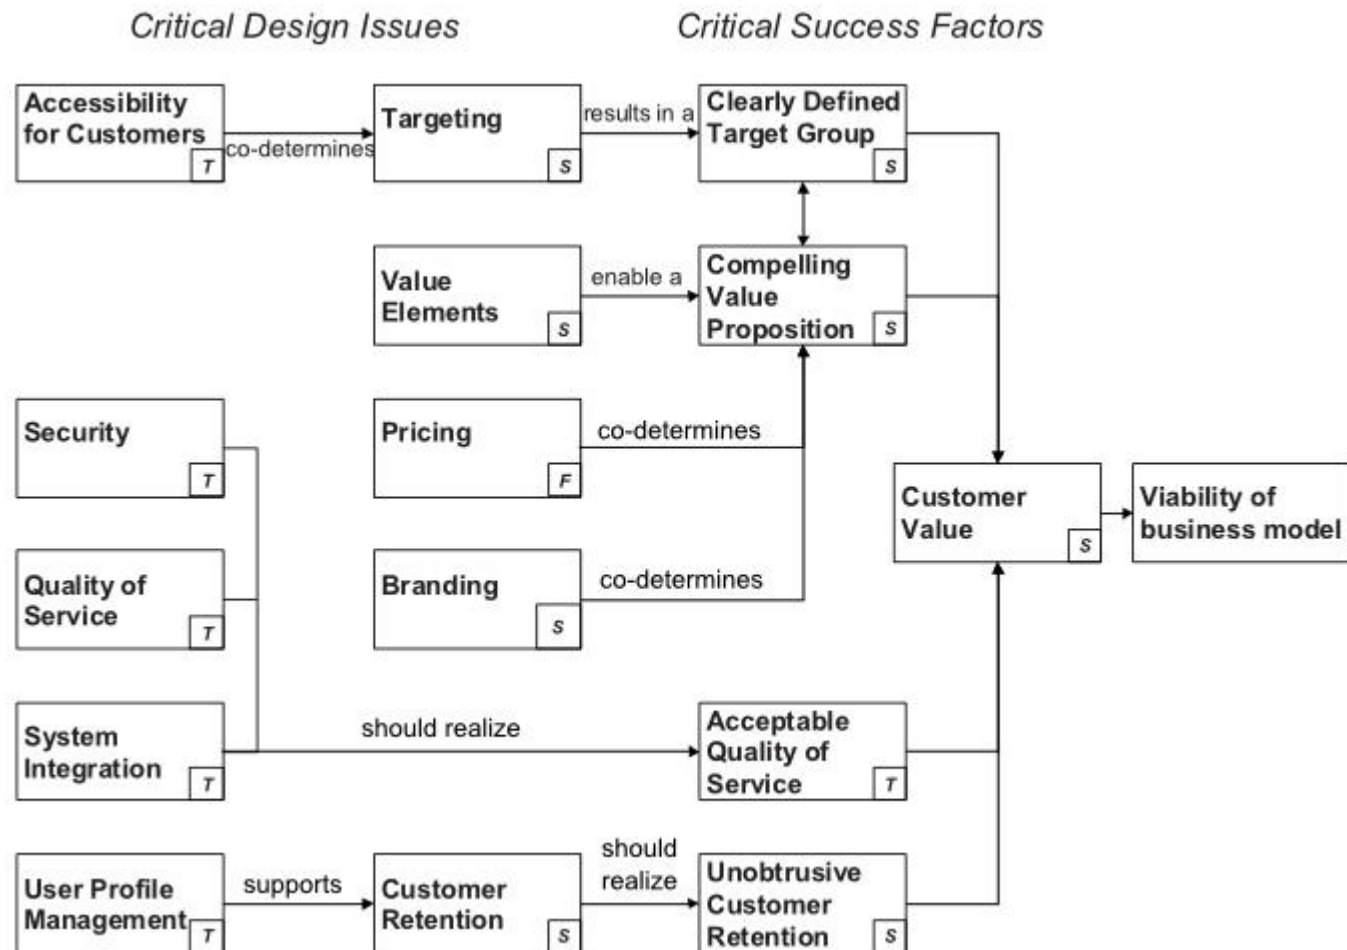 Critical Design Issues
Critical Success Factors
Accessibility
for Customers
T
co-determines
Targeting
S
results in a
Clearly Defined
Target Group
S
Value
Elements
S
enable a
Compelling
Value
Proposition
S
Security
T
Pricing
F
co-determines
Customer
Value
S
Viability of
business model
Quality of
Service
T
Branding
S
co-determines
System
Integration
T
should realize
Acceptable
Quality of
Service
T
User Profile
Management
T
supports
Customer
Retention
S
should
realize
Unobtrusive
Customer
Retention
S